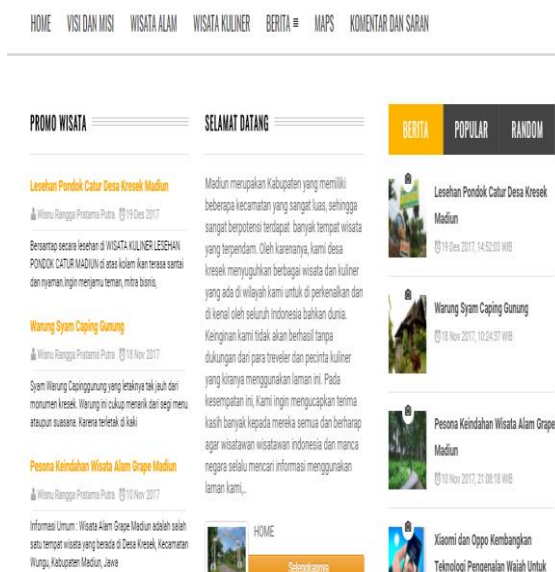 HOME VISI DAN MISI WISATA ALAM WISATA KULINER BERITA ≡ MAPS KOMENTAR DAN SARAN
PROMO WISATA
Lesehan Pondok Catur Desa Kresek Madiun
Wisnu Rangga Pratama Putra 19 Des 2017
Bersantap secara lesehan di WISATA KULINER LESEHAN
PONDOK CATUR MADIUN di atas kolam ikan terasa santai
dan nyaman.Ingin menjamu teman, mitra bisnis,
Warung Syam Caping Gunung
Wisnu Rangga Pratama Putra 18 Nov 2017
Syam Warung Capinggunung yang letaknya tak jauh dari
monumen kresek. Warung ini cukup menarik dari segi menu
ataupun suasana. Karena terletak di kaki
Pesona Keindahan Wisata Alam Grape Madiun
Wisnu Rangga Pratama Putra 10 Nov 2017
Informasi Umum : Wisata Alam Grape Madiun adalah salah
satu tempat wisata yang berada di Desa Kresek, Kecamatan
Wungu, Kabupaten Madiun, Jawa
SELAMAT DATANG
Madiun merupakan Kabupaten yang memiliki
beberapa kecamatan yang sangat luas, sehingga
sangat berpotensi terdapat banyak tempat wisata
yang terpendam. Oleh karenanya, kami desa
kresek menyuguhkan berbagai wisata dan kuliner
yang ada di wilayah kami untuk di perkenalkan dan
di kenal oleh seluruh Indonesia bahkan dunia.
Keinginan kami tidak akan berhasil tanpa
dukungan dari para treveler dan pecinta kuliner
yang kiranya menggunakan laman ini. Pada
kesempatan ini, Kami ingin mengucapkan terima
kasih banyak kepada mereka semua dan berharap
agar wisatawan wisatawan indonesia dan manca
negara selalu mencari informasi menggunakan
laman kami,..
HOME
Selengkapnya
BERITA POPULAR RANDOM
Lesehan Pondok Catur Desa Kresek
Madiun
19 Des 2017, 14:52:03 WIB
Warung Syam Caping Gunung
18 Nov 2017, 10:24:37 WIB
Pesona Keindahan Wisata Alam Grape
Madiun
10 Nov 2017, 21:08:18 WIB
Xiaomi dan Oppo Kembangkan
Teknologi Pengenalan Wajah Untuk